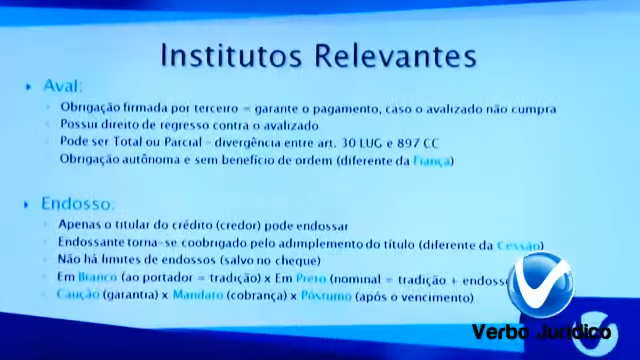 Institutos Relevantes
Aval:
Obrigação firmada por terceiro = garante o pagamento, caso o avalizado não cumpra
Possui direito de regresso contra o avalizado
Pode ser Total ou Parcial - divergência entre art. 30 LUG e 897 CC
Obrigação autônoma e sem benefício de ordem (diferente da Fiança)
Endosso:
Apenas o titular do crédito (credor) pode endossar
Endossante torna-se coobrigado pelo adimplemento do título (diferente da Cessão)
Não há limites de endossos (salvo no cheque)
Em Branco (ao portador = tradição) x Em Preto (nominal = tradição +
Caução (garantia) x Mandato (cobrança) x Póstumo (após o vencimento)
Verbo Jurídico